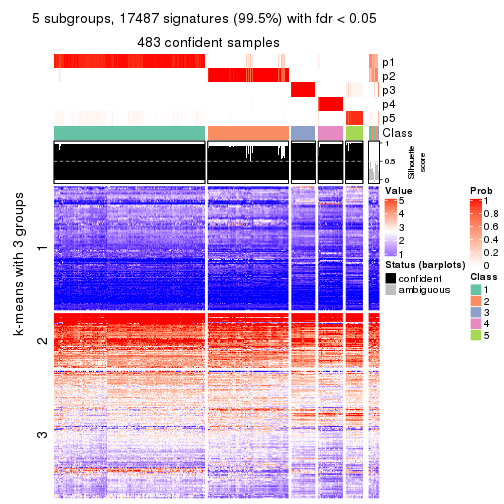 5 subgroups, 17487 signatures (99.5%) with fdr < 0.05
483 confident samples
p1
p2
p3
p4
p5
Class
1
0.5
0
Silhouette
score
k-means with 3 groups
1
2
3
Value
5
4
3
2
1
Status (barplots)
confident
ambiguous
Prob
1
0.8
0.6
0.4
0.2
0
Class
1
2
3
4
5